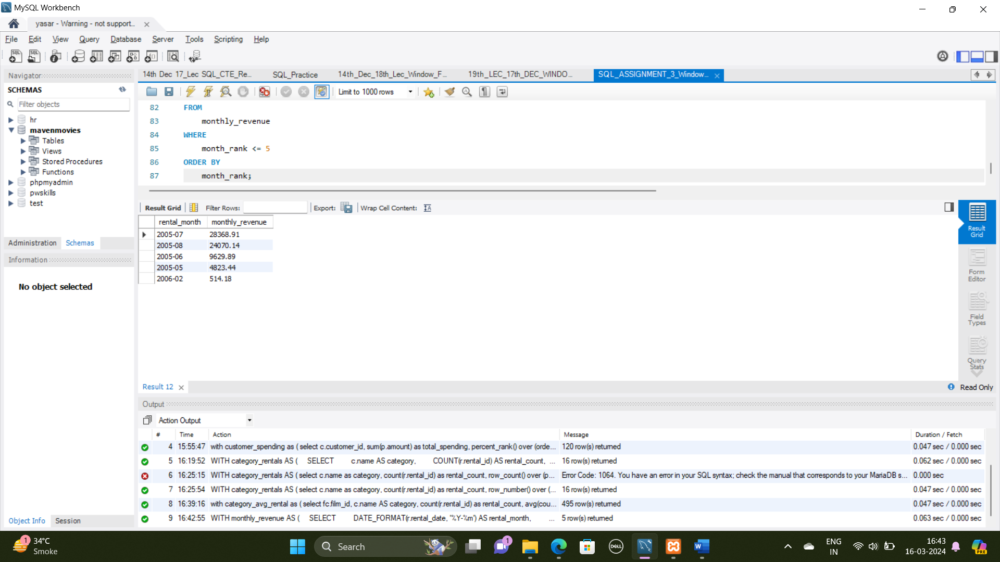 MySQL Workbench
yasar - Warning - not support...
File Edit View Query Database Server Tools Scripting Help
Navigator
14th Dec 17_Lec SQL_CTE_Re...
SQL_Practice
14th_Dec_18th_Lec_Window_F...
19th_LEC_17th_DEC_WINDO...
SQL_ASSIGNMENT_3_Window...
SCHEMAS
Limit to 1000 rows
Filter objects
hr
mavenmovies
Tables
Views
Stored Procedures
Functions
phpmyadmin
pwskills
test
Administration Schemas
Information
No object selected
Object Info Session
82 FROM
83 monthly_revenue
84 WHERE
85 month_rank <= 5
86 ORDER BY
87 month_rank;
Result Grid Filter Rows: Export: Wrap Cell Content:
rental_month monthly_revenue
2005-07 28368.91
2005-08 24070.14
2005-06 9629.89
2005-05 4823.44
2006-02 514.18
Result Grid
Form Editor
Field Types
Query Stats
Result 12
Read Only
Output
Action Output
# Time Action Message Duration / Fetch
4 15:55:47 with customer_spending as ( select c.customer_id, sum(p.amount) as total_spending, percent_rank() over (orde... 120 row(s) returned 0.047 sec / 0.000 sec
5 16:19:52 WITH category_rentals AS ( SELECT c.name AS category, COUNT(r.rental_id) AS rental_count, ... 16 row(s) returned 0.062 sec / 0.000 sec
6 16:25:15 WITH category_rentals AS ( select c.name as category, count(r.rental_id) as rental_count, row_count() over (p... Error Code: 1064. You have an error in your SQL syntax; check the manual that corresponds to your MariaDB s... 0.000 sec
7 16:25:54 WITH category_rentals AS ( select c.name as category, count(r.rental_id) as rental_count, row_number() over (... 16 row(s) returned 0.047 sec / 0.000 sec
8 16:39:16 with category_avg_rental as ( select fc.film_id, c.name AS category, count(r.rental_id) as rental_count, avg(cou... 495 row(s) returned 0.047 sec / 0.000 sec
9 16:42:55 WITH monthly_revenue AS ( SELECT DATE_FORMAT(r.rental_date, '%Y-%m') AS rental_month, ... 5 row(s) returned 0.063 sec / 0.000 sec
1
34°C
Smoke
Search
1
DELL
W
PRE
ENG
IN
16:43
16-03-2024